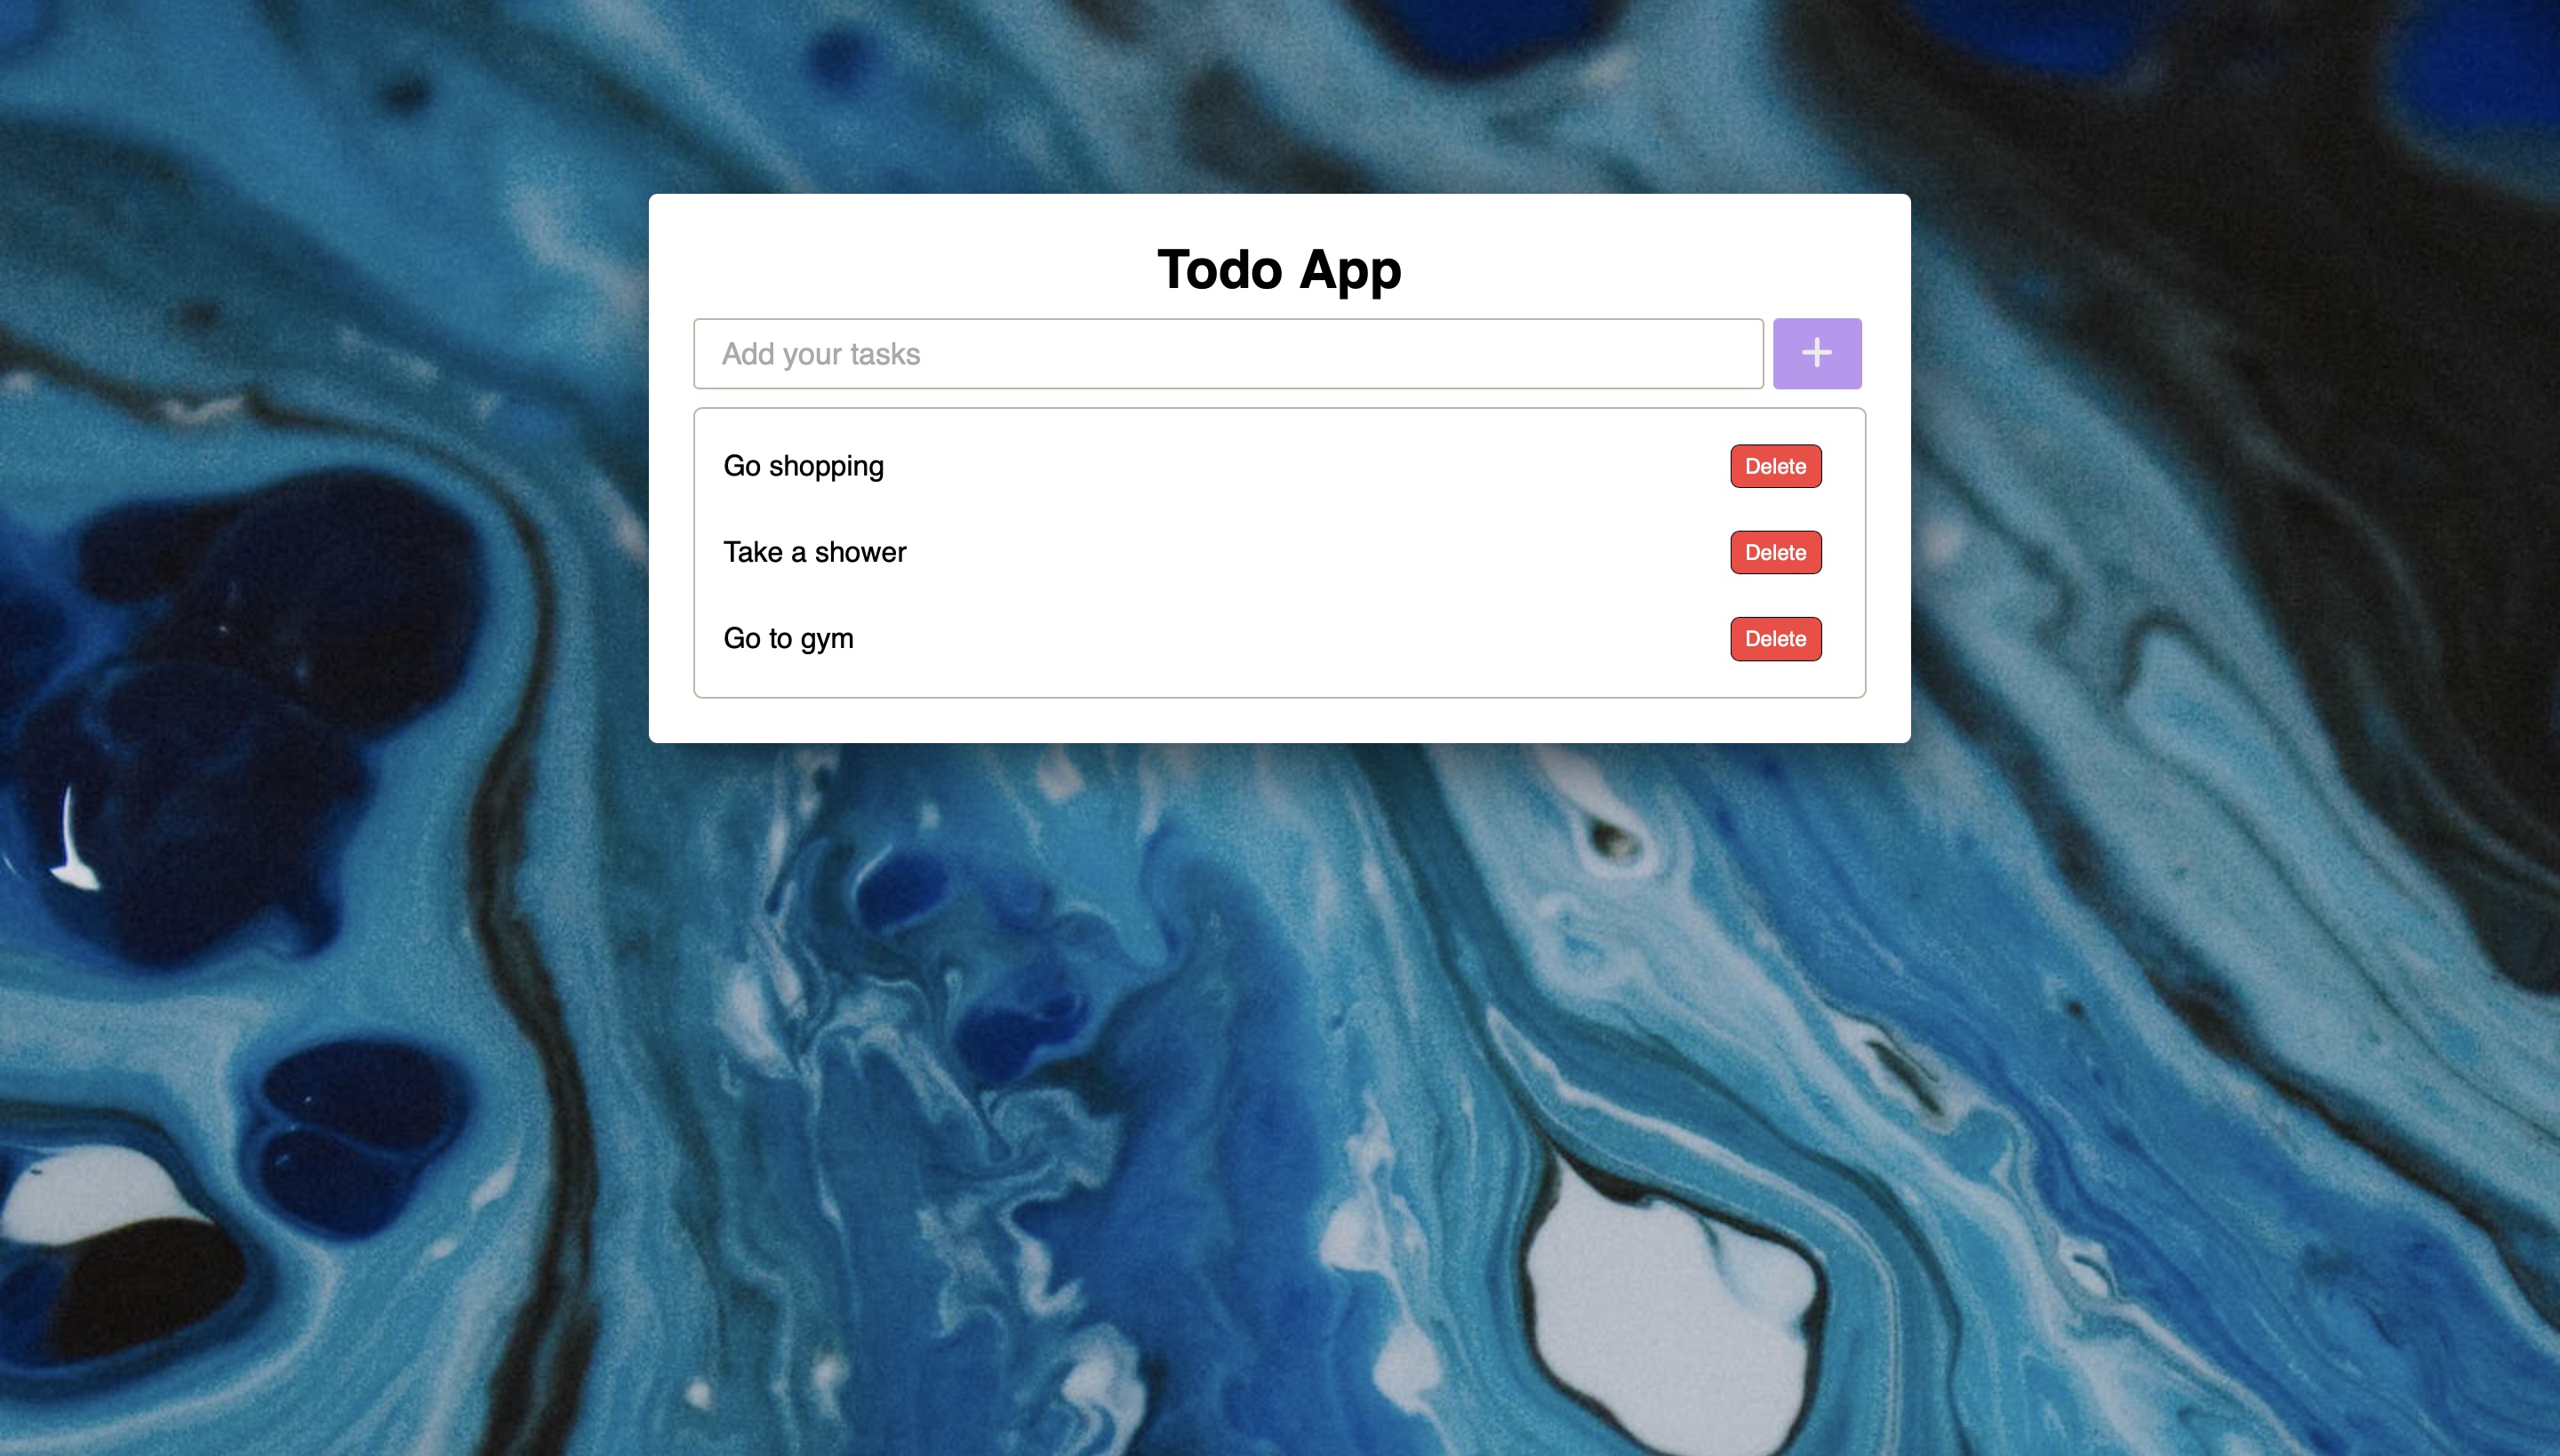 Todo App
Add your tasks
+
Go shopping Delete
Take a shower Delete
Go to gym Delete